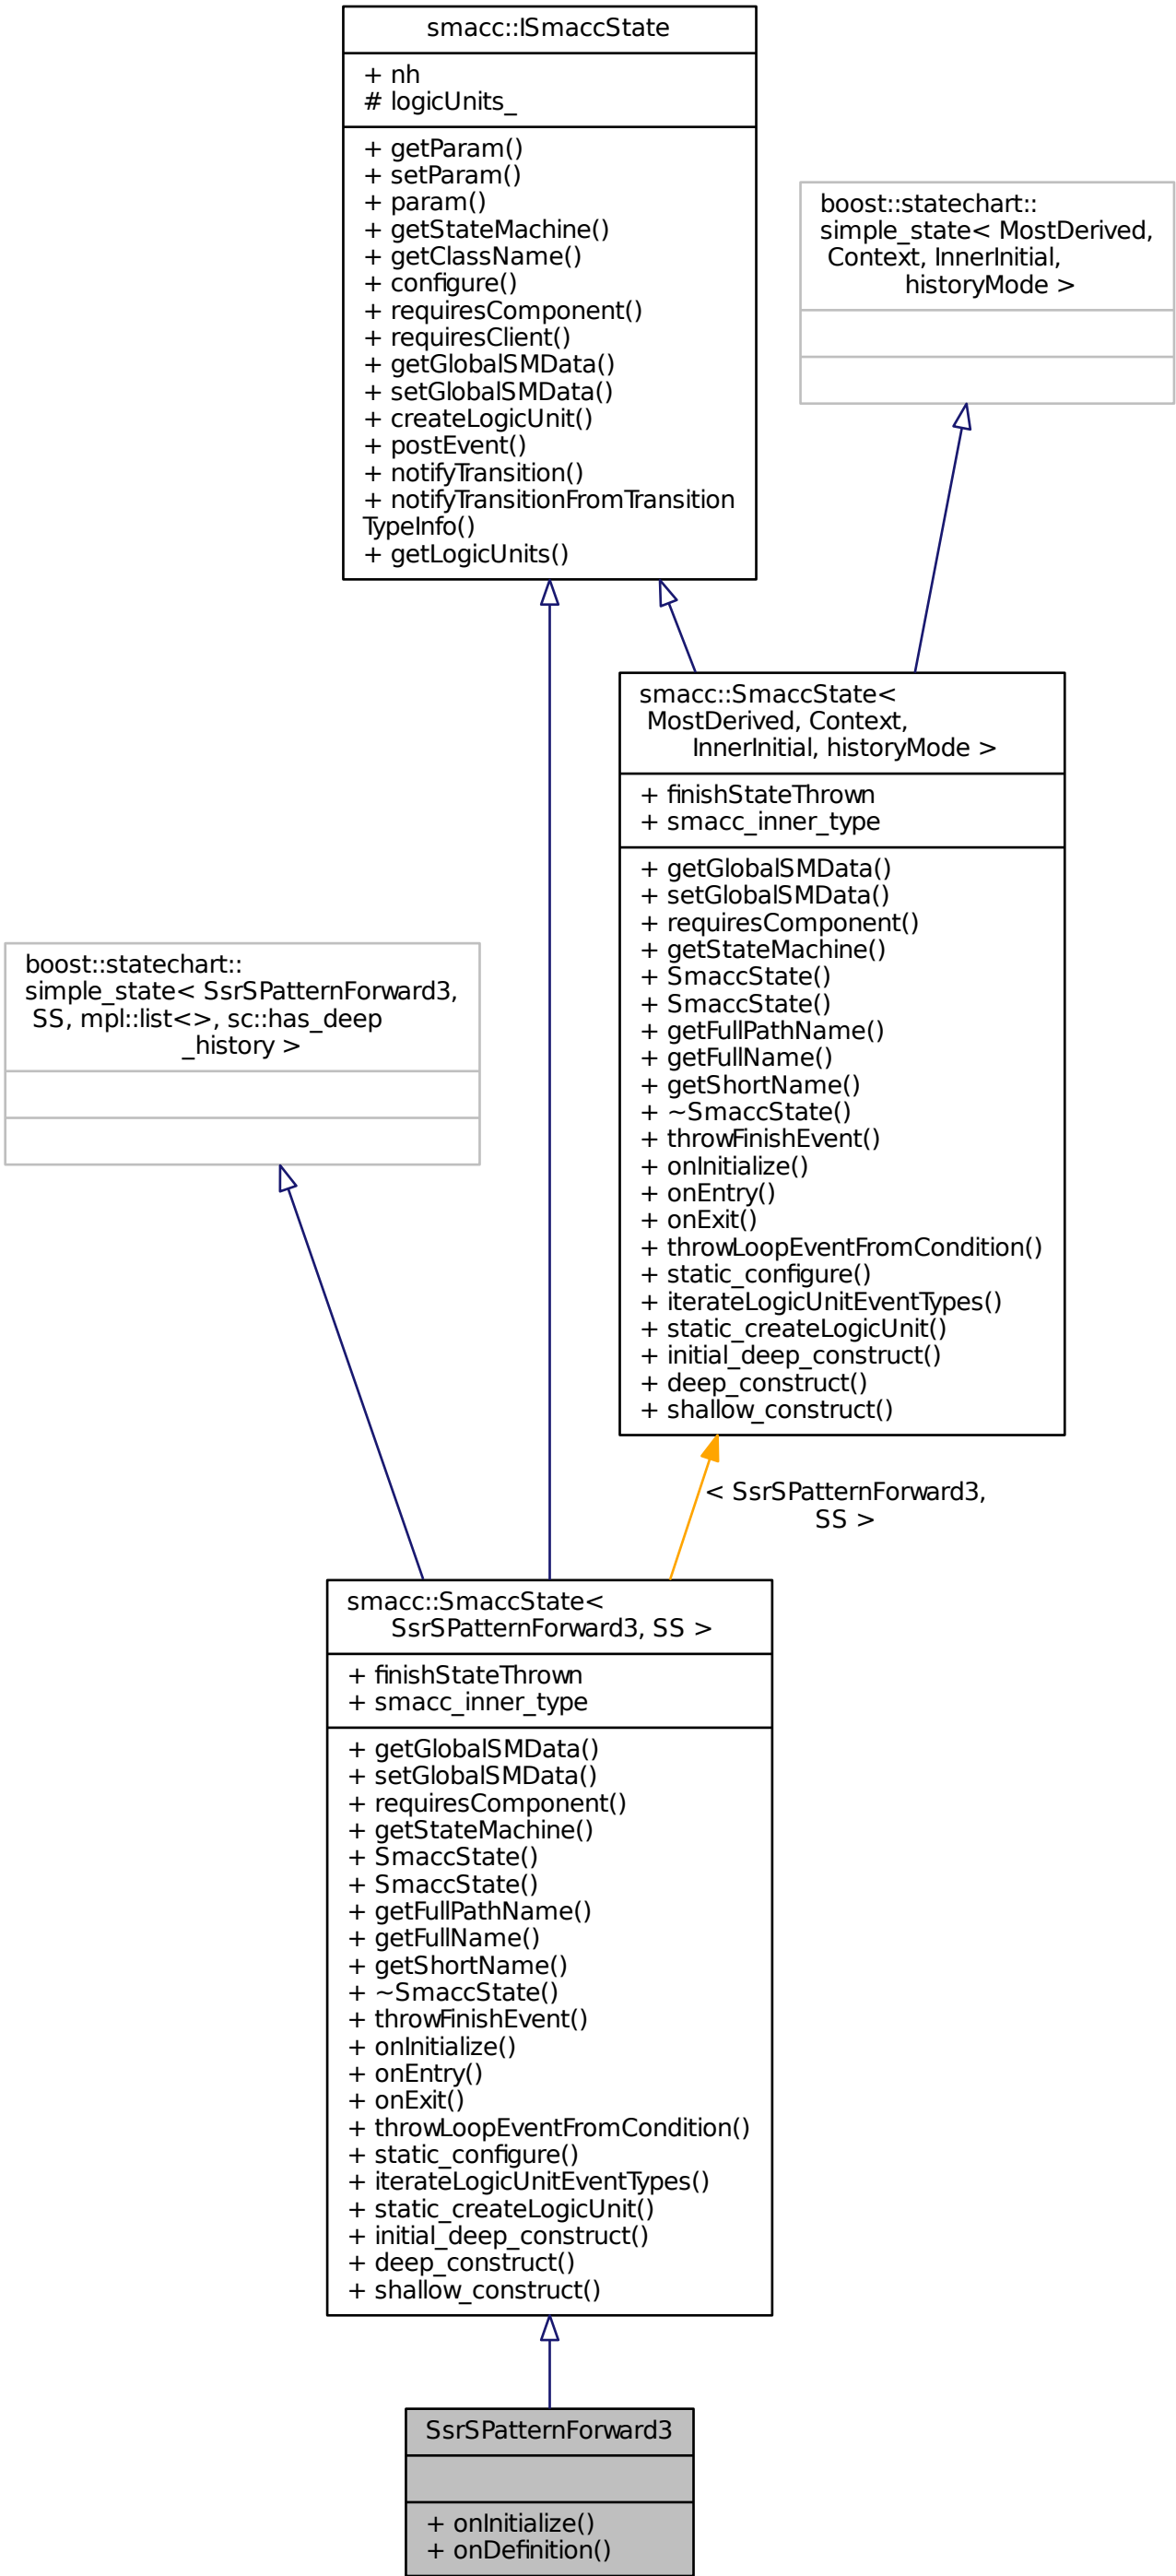 smacc::ISmaccState
+ nh
# logicUnits_
+ getParam()
+ setParam()
+ param()
+ getStateMachine()
+ getClassName()
+ configure()
+ requiresComponent()
+ requiresClient()
+ getGlobalSMData()
+ setGlobalSMData()
+ createLogicUnit()
+ postEvent()
+ notifyTransition()
+ notifyTransitionFromTransition
TypeInfo()
+ getLogicUnits()
boost::statechart::
simple_state< MostDerived,
Context, InnerInitial,
historyMode >
smacc::SmaccState<
MostDerived, Context,
InnerInitial, historyMode >
+ finishStateThrown
+ smacc_inner_type
+ getGlobalSMData()
+ setGlobalSMData()
+ requiresComponent()
+ getStateMachine()
+ SmaccState()
+ SmaccState()
+ getFullPathName()
+ getFullName()
+ getShortName()
+ ~SmaccState()
+ throwFinishEvent()
+ onInitialize()
+ onEntry()
+ onExit()
+ throwLoopEventFromCondition()
+ static_configure()
+ iterateLogicUnitEventTypes()
+ static_createLogicUnit()
+ initial_deep_construct()
+ deep_construct()
+ shallow_construct()
boost::statechart::
simple_state< SsrSPatternForward3,
SS, mpl::list<>, sc::has_deep
_history >
< SsrSPatternForward3,
SS >
smacc::SmaccState<
SsrSPatternForward3, SS >
+ finishStateThrown
+ smacc_inner_type
+ getGlobalSMData()
+ setGlobalSMData()
+ requiresComponent()
+ getStateMachine()
+ SmaccState()
+ SmaccState()
+ getFullPathName()
+ getFullName()
+ getShortName()
+ ~SmaccState()
+ throwFinishEvent()
+ onInitialize()
+ onEntry()
+ onExit()
+ throwLoopEventFromCondition()
+ static_configure()
+ iterateLogicUnitEventTypes()
+ static_createLogicUnit()
+ initial_deep_construct()
+ deep_construct()
+ shallow_construct()
SsrSPatternForward3
+ onInitialize()
+ onDefinition()